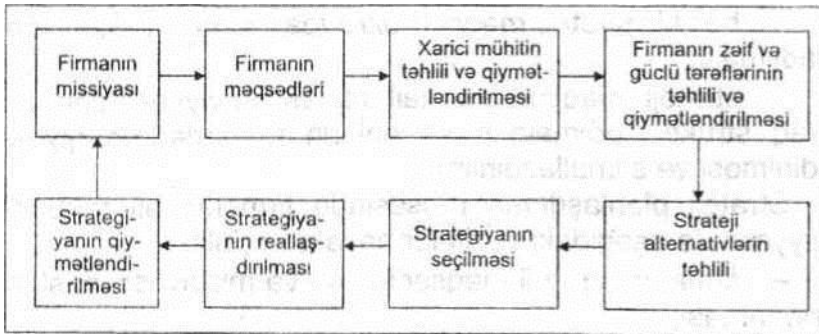 Firmanın
missiyası
Firmanın
məqsədləri
Xarici mühitin
təhlili və qiymət-
ləndirilməsi
Firmanın zəif və
güclü tərəflərinin
təhlili və
qiymətləndirilməsi
Strateji
alternativlərin
təhlili
Strategiyanın
seçilməsi
Strategiya-
nın reallaş-
dırılması
Strategi-
yanın qiy-
mətləndi-
rilməsi